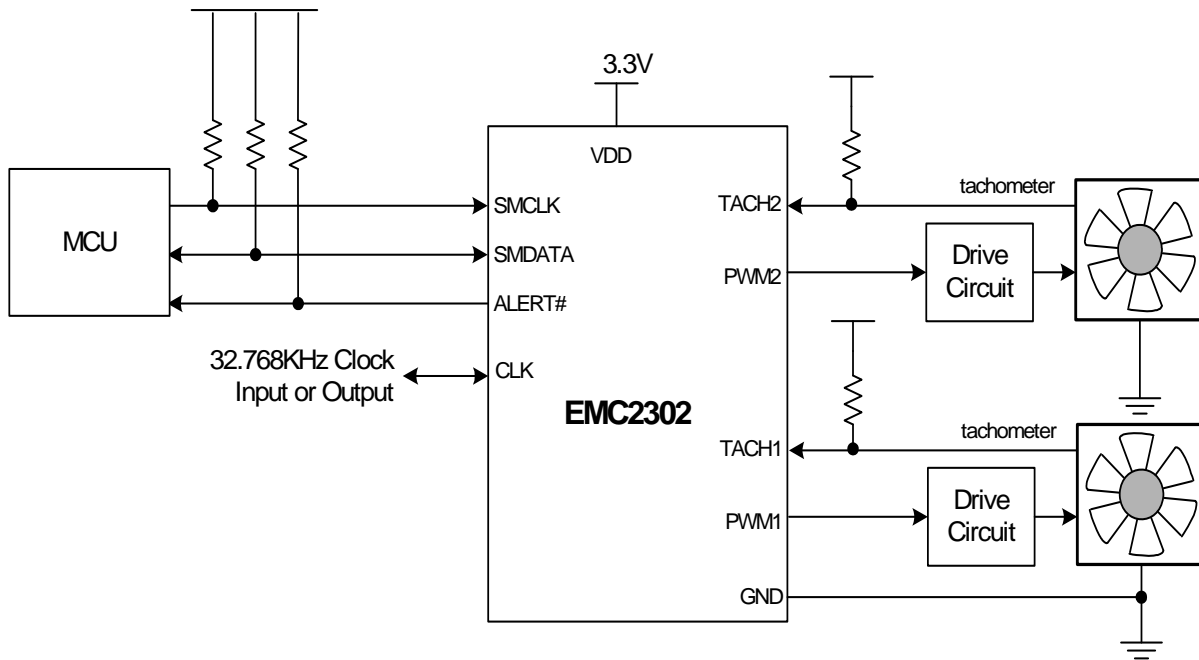 3.3V
VDD
MCU
SMCLK
SMDATA
ALERT#
32.768KHz Clock
Input or Output
CLK
EMC2302
TACH2
PWM2
tachometer
Drive
Circuit
TACH1
PWM1
tachometer
Drive
Circuit
GND